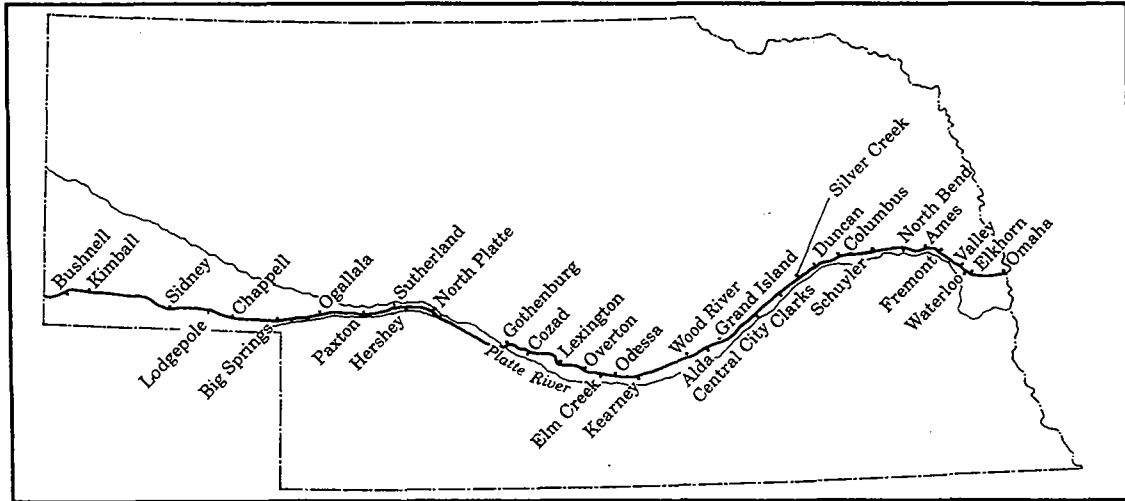 Bushnell
Kimball
Sidney
Lodgepole
Chappell
Big Springs
Ogallala
Paxton
Sutherland
Hershey
North Platte
Platte River
Gothenburg
Cozad
Lexington
Overton
Elm Creek
Odessa
Kearney
Wood River
Alda
Grand Island
Central City
Clarks
Silver Creek
Duncan
Columbus
Schuyler
North Bend
Ames
Fremont
Valley
Waterloo
Elkhorn
Omaha